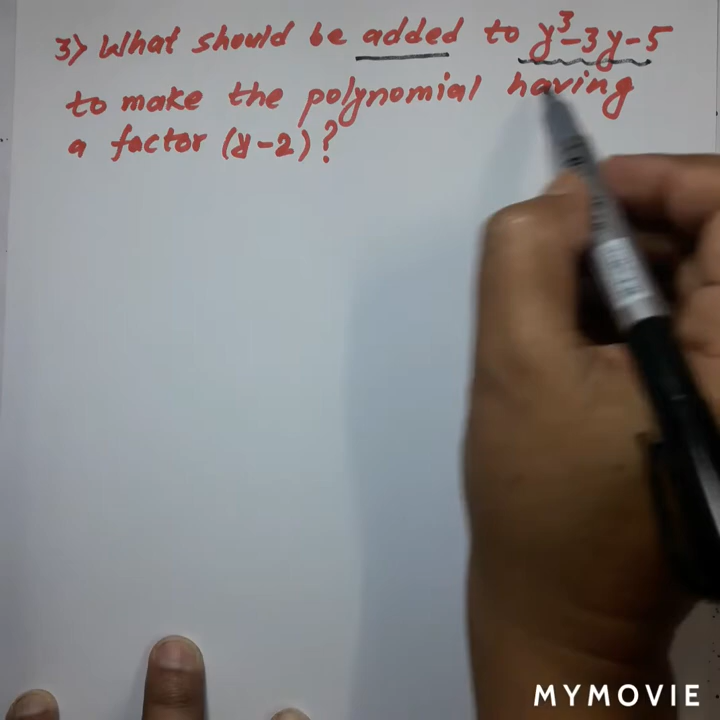 3) What should be added to y³-3y-5
to make the polynomial having
a factor (y-2)?
MYMOVIE